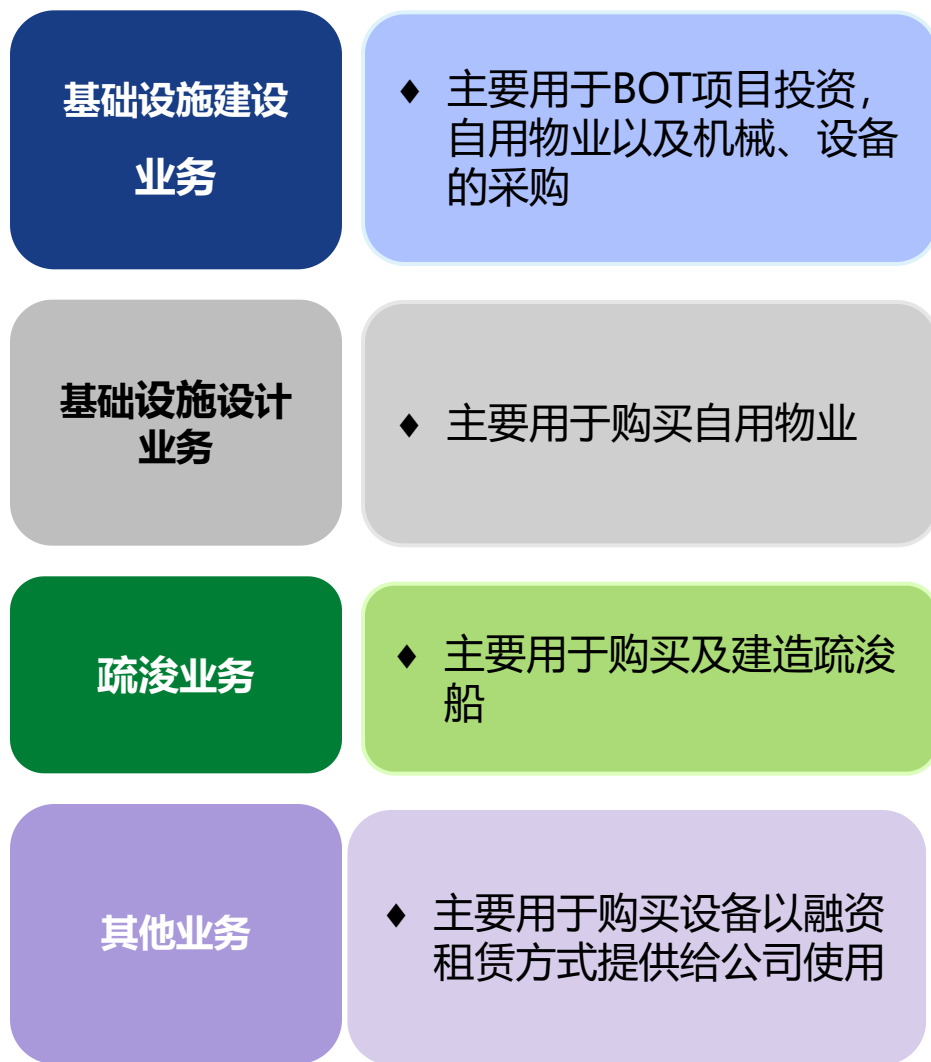 基础设施建设
业务
♦ 主要用于BOT项目投资，
自用物业以及机械、设备
的采购
基础设施设计
业务
♦ 主要用于购买自用物业
疏浚业务
♦ 主要用于购买及建造疏浚
船
其他业务
♦ 主要用于购买设备以融资
租赁方式提供给公司使用